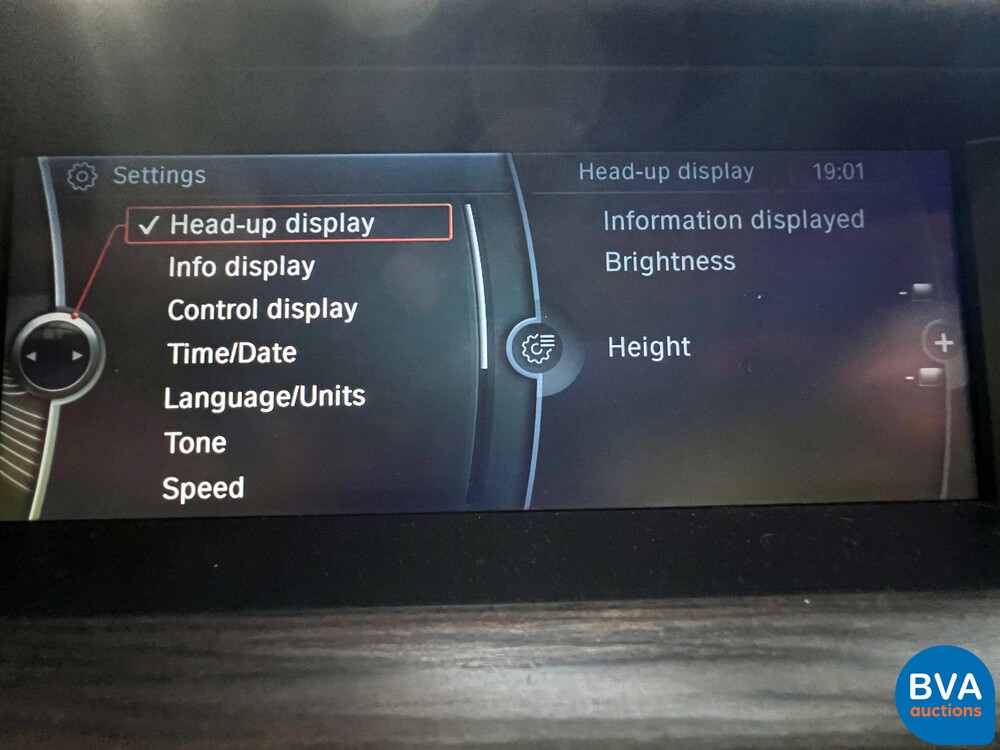 Settings
✓ Head-up display
Info display
Control display
Time/Date
Language/Units
Tone
Speed
Head-up display 19:01
Information displayed
Brightness
Height
BVA
auctions